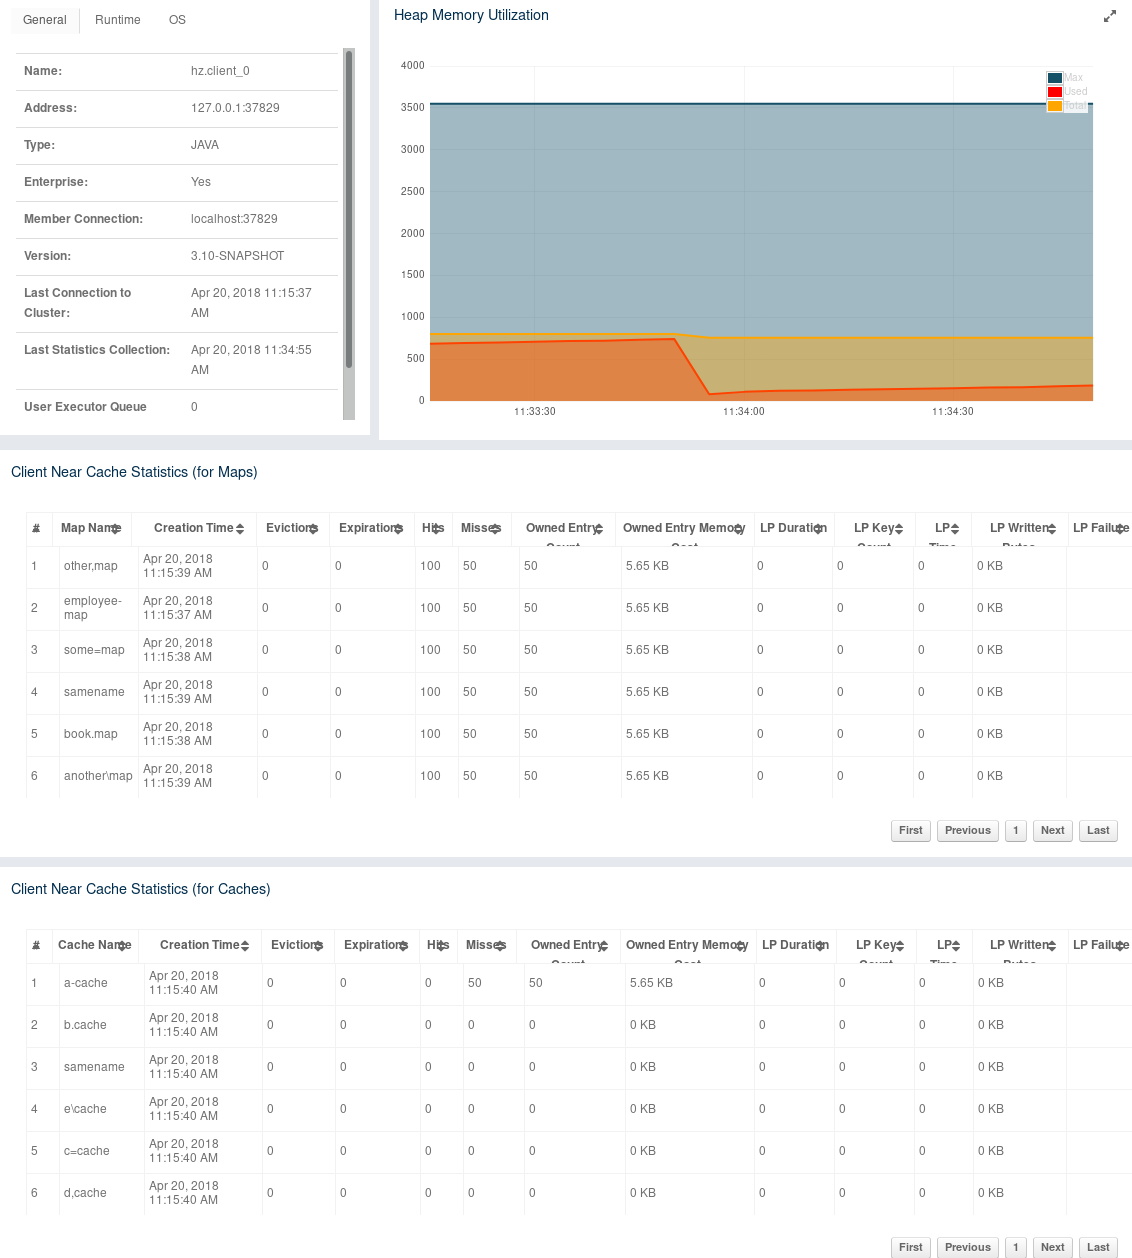 General Runtime OS
Name: hz.client_0
Address: 127.0.0.1:37829
Type: JAVA
Enterprise: Yes
Member Connection: localhost:37829
Version: 3.10-SNAPSHOT
Last Connection to Apr 20, 2018 11:15:37
Cluster: AM
Last Statistics Collection: Apr 20, 2018 11:34:55
AM
User Executor Queue 0
Heap Memory Utilization
4000
3500
3000
2500
2000
1500
1000
500
0
11:33:30 11:34:00 11:34:30
Max
Used
Total
Client Near Cache Statistics (for Maps)
# Map Name Creation Time Evictions Expirations Hits Misses Owned Entry Owned Entry Memory LP Duration LP Key LP LP Written LP Failure
Count Cost Count Time Bytes
1 other,map Apr 20, 2018 11:15:39 AM 0 0 100 50 50 5.65 KB 0 0 0 0 KB
2 employee-map Apr 20, 2018 11:15:37 AM 0 0 100 50 50 5.65 KB 0 0 0 0 KB
3 some=map Apr 20, 2018 11:15:38 AM 0 0 100 50 50 5.65 KB 0 0 0 0 KB
4 samename Apr 20, 2018 11:15:39 AM 0 0 100 50 50 5.65 KB 0 0 0 0 KB
5 book.map Apr 20, 2018 11:15:38 AM 0 0 100 50 50 5.65 KB 0 0 0 0 KB
6 another\map Apr 20, 2018 11:15:39 AM 0 0 100 50 50 5.65 KB 0 0 0 0 KB
First Previous 1 Next Last
Client Near Cache Statistics (for Caches)
# Cache Name Creation Time Evictions Expirations Hits Misses Owned Entry Owned Entry Memory LP Duration LP Key LP LP Written LP Failure
Count Cost Count Time Bytes
1 a-cache Apr 20, 2018 11:15:40 AM 0 0 0 50 50 5.65 KB 0 0 0 0 KB
2 b.cache Apr 20, 2018 11:15:40 AM 0 0 0 0 0 0 KB 0 0 0 0 KB
3 samename Apr 20, 2018 11:15:40 AM 0 0 0 0 0 0 KB 0 0 0 0 KB
4 e\cache Apr 20, 2018 11:15:40 AM 0 0 0 0 0 0 KB 0 0 0 0 KB
5 c=cache Apr 20, 2018 11:15:40 AM 0 0 0 0 0 0 KB 0 0 0 0 KB
6 d,cache Apr 20, 2018 11:15:40 AM 0 0 0 0 0 0 KB 0 0 0 0 KB
First Previous 1 Next Last